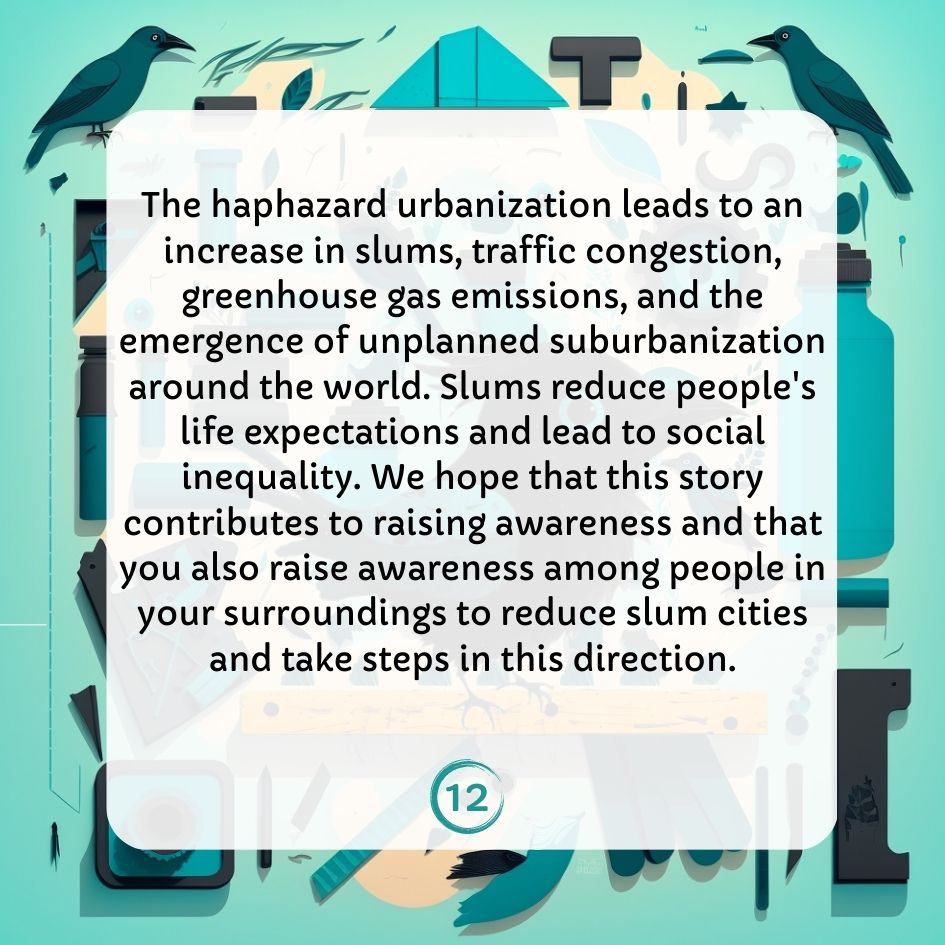 The haphazard urbanization leads to an
increase in slums, traffic congestion,
greenhouse gas emissions, and the
emergence of unplanned suburbanization
around the world. Slums reduce people's
life expectations and lead to social
inequality. We hope that this story
contributes to raising awareness and that
you also raise awareness among people in
your surroundings to reduce slum cities
and take steps in this direction.
12